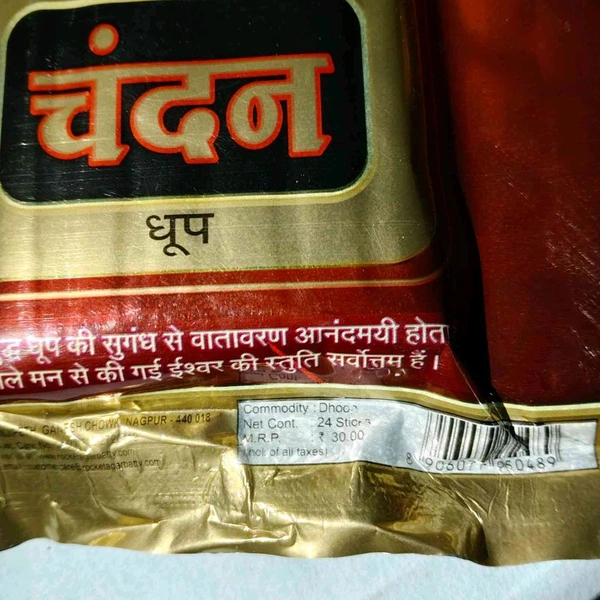 चंदन
धूप
धूप की सुगंध से वातावरण आनंदमयी होता
मन से की गई ईश्वर की स्तुति सर्वोत्तम हैं।
GANESH CHOWK, NAGPUR - 440 018
Commodity : Dhoop
Net Cont. 24 Sticks
M.R.P. ₹ 30.00
(Incl. of all taxes)